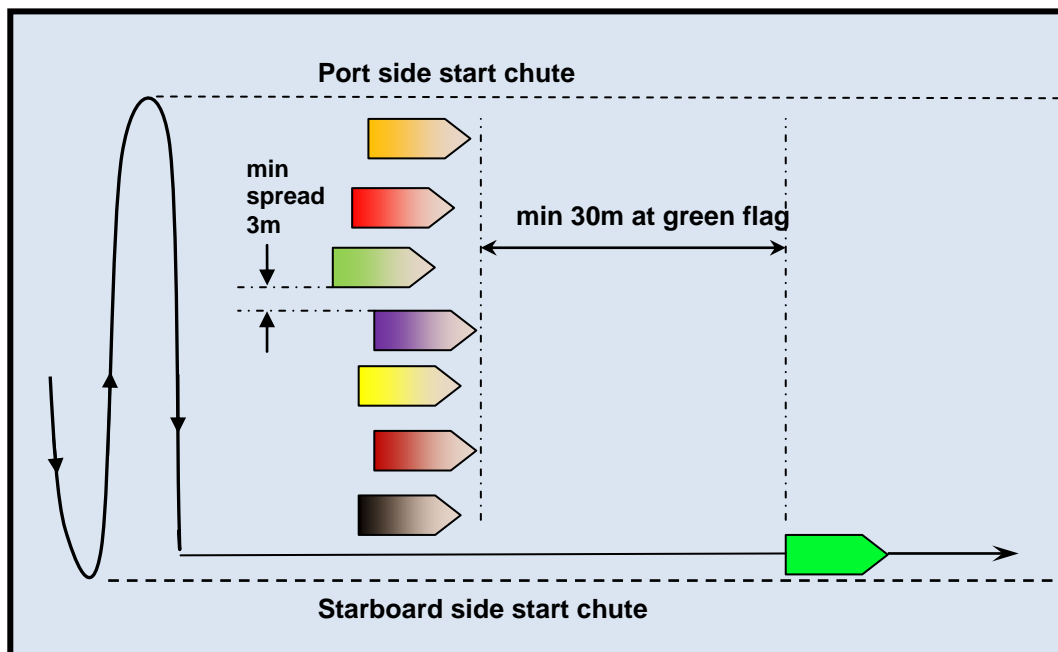 Port side start chute
min
spread
3m
min 30m at green flag
Starboard side start chute